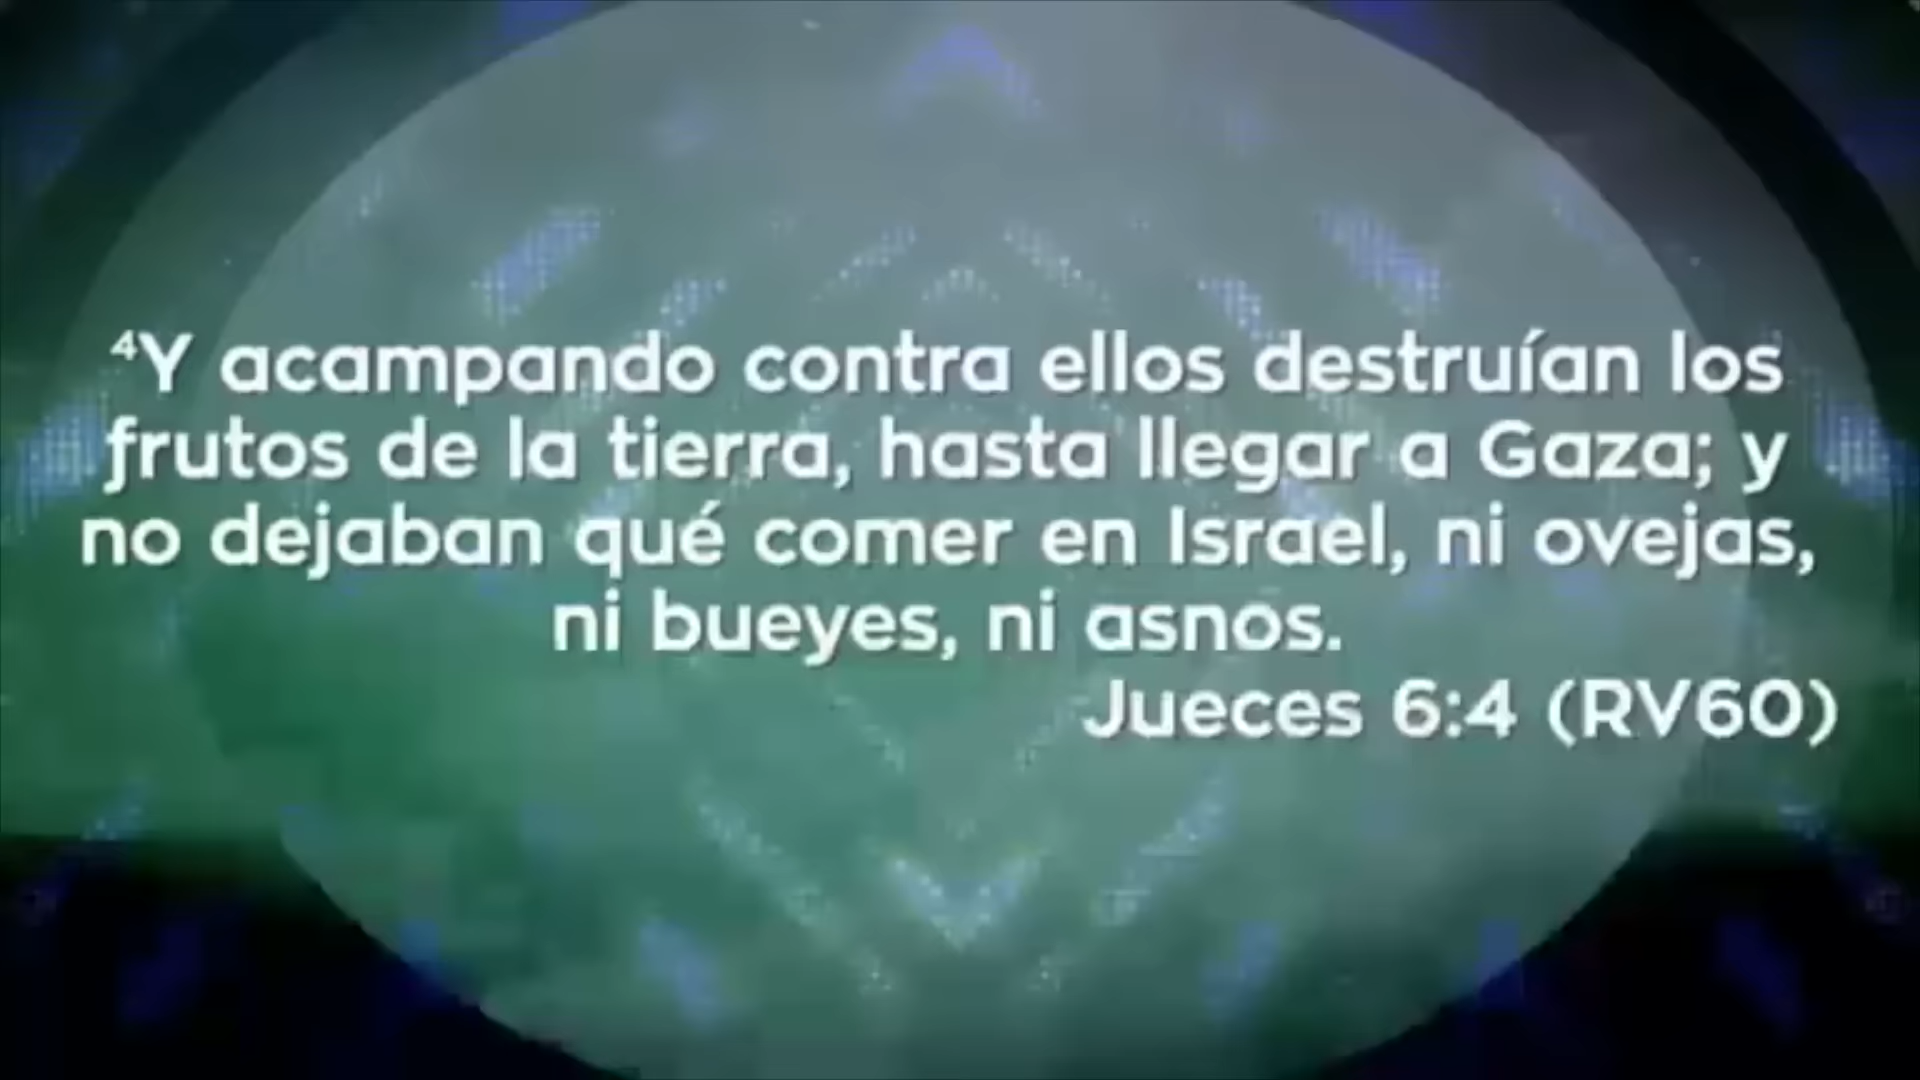 ⁴Y acampando contra ellos destruían los
frutos de la tierra, hasta llegar a Gaza; y
no dejaban qué comer en Israel, ni ovejas,
ni bueyes, ni asnos.
Jueces 6:4 (RV60)